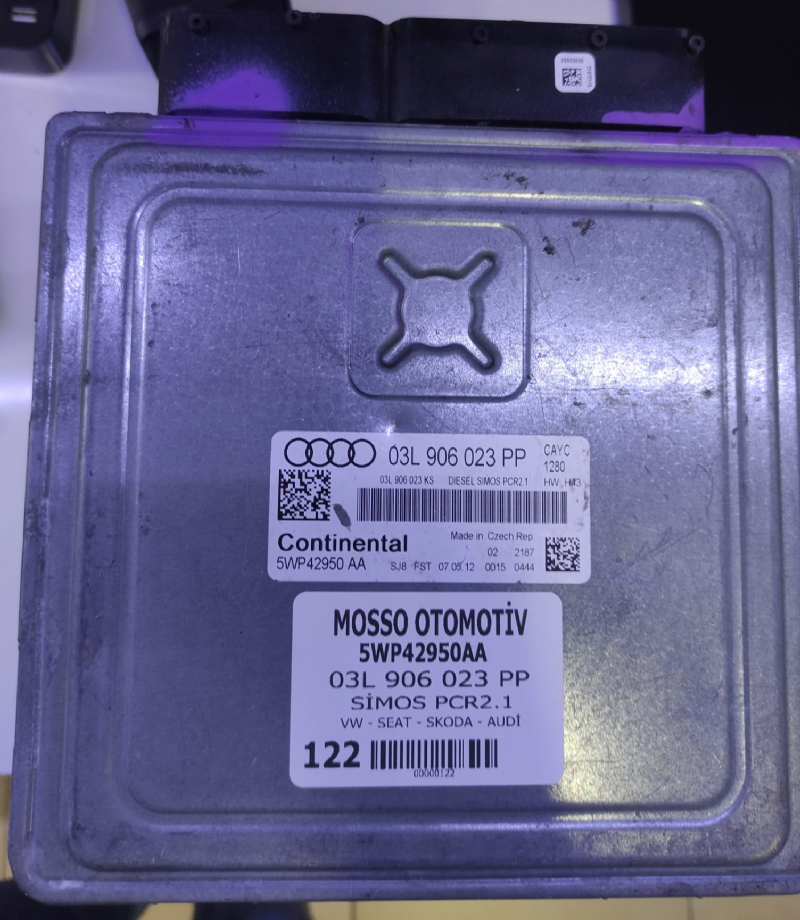 03L 906 023 PP
CAYC
1280
03L 906 023 KS DIESEL SIMOS PCR2.1 HW H13
Continental
Made in Czech Rep.
02 2187
5WP42950 AA SJ8 FST 07.05.12 0015 0444
MOSSO OTOMOTİV
5WP42950AA
03L 906 023 PP
SİMOS PCR2.1
VW - SEAT - SKODA - AUDİ
122
00000122